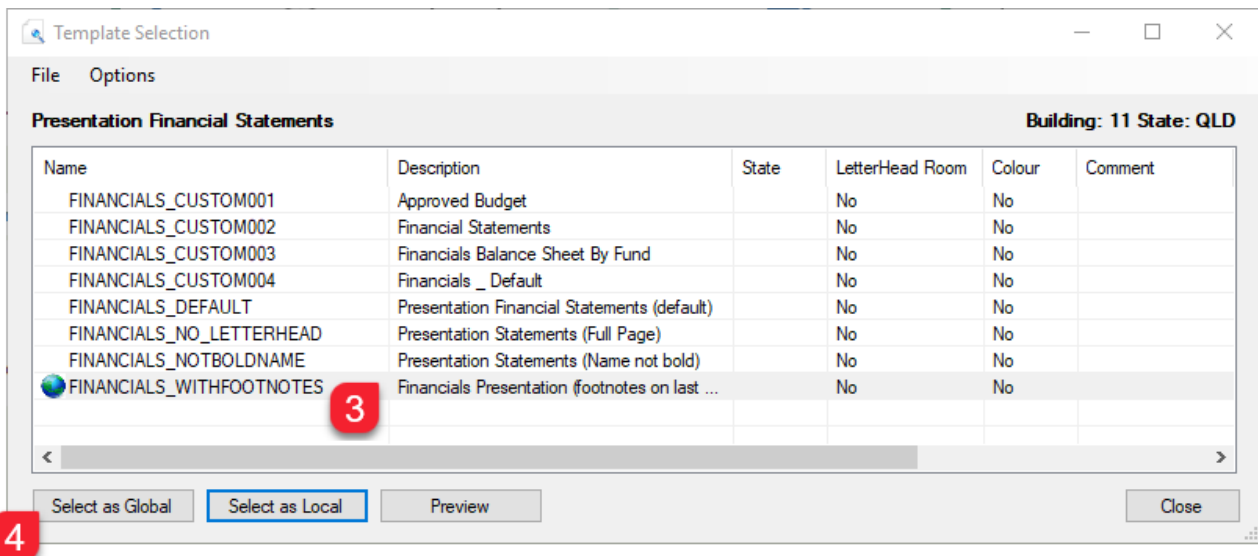 Template Selection
File Options
Presentation Financial Statements Building: 11 State: QLD
Name Description State LetterHead Room Colour Comment
FINANCIALS_CUSTOM001 Approved Budget No No
FINANCIALS_CUSTOM002 Financial Statements No No
FINANCIALS_CUSTOM003 Financials Balance Sheet By Fund No No
FINANCIALS_CUSTOM004 Financials _ Default No No
FINANCIALS_DEFAULT Presentation Financial Statements (default) No No
FINANCIALS_NO_LETTERHEAD Presentation Statements (Full Page) No No
FINANCIALS_NOTBOLDNAME Presentation Statements (Name not bold) No No
FINANCIALS_WITHFOOTNOTES Financials Presentation (footnotes on last ... No No
3
Select as Global Select as Local Preview Close
4